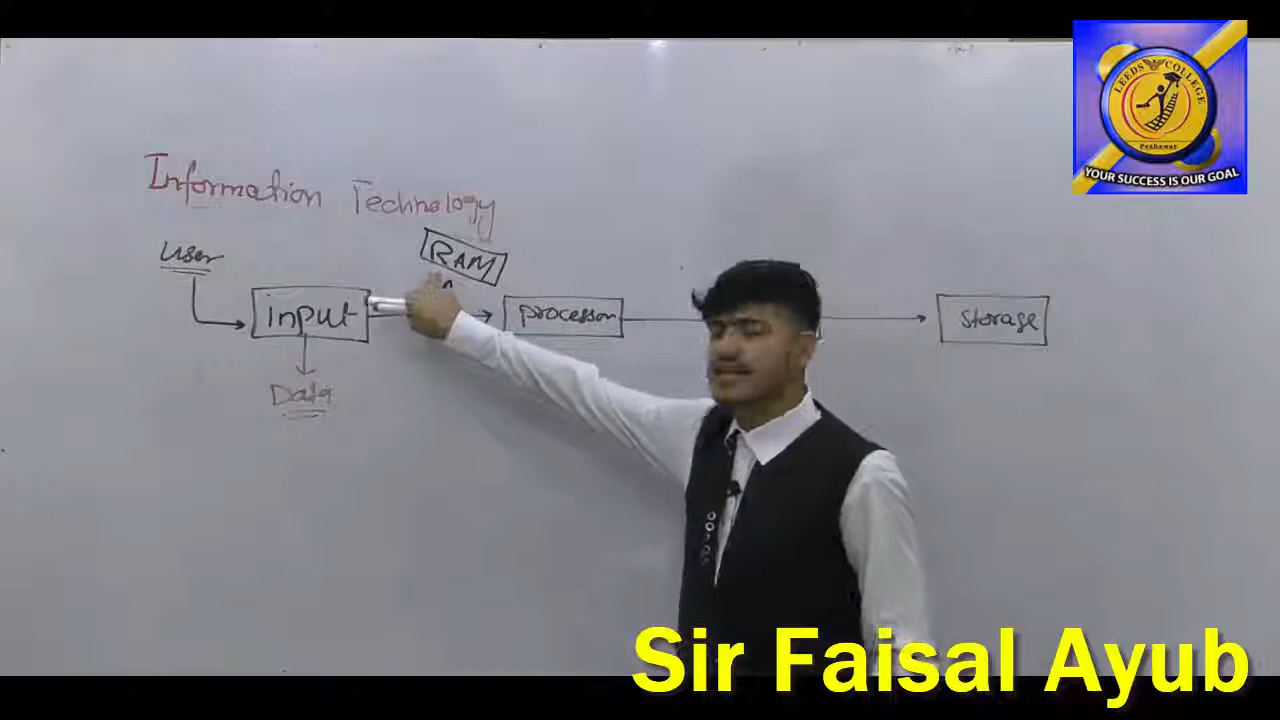 Information Technology
User
RAM
input
processor
storage
Data
LEEDS COLLEGE
Peshawar
YOUR SUCCESS IS OUR GOAL
Sir Faisal Ayub